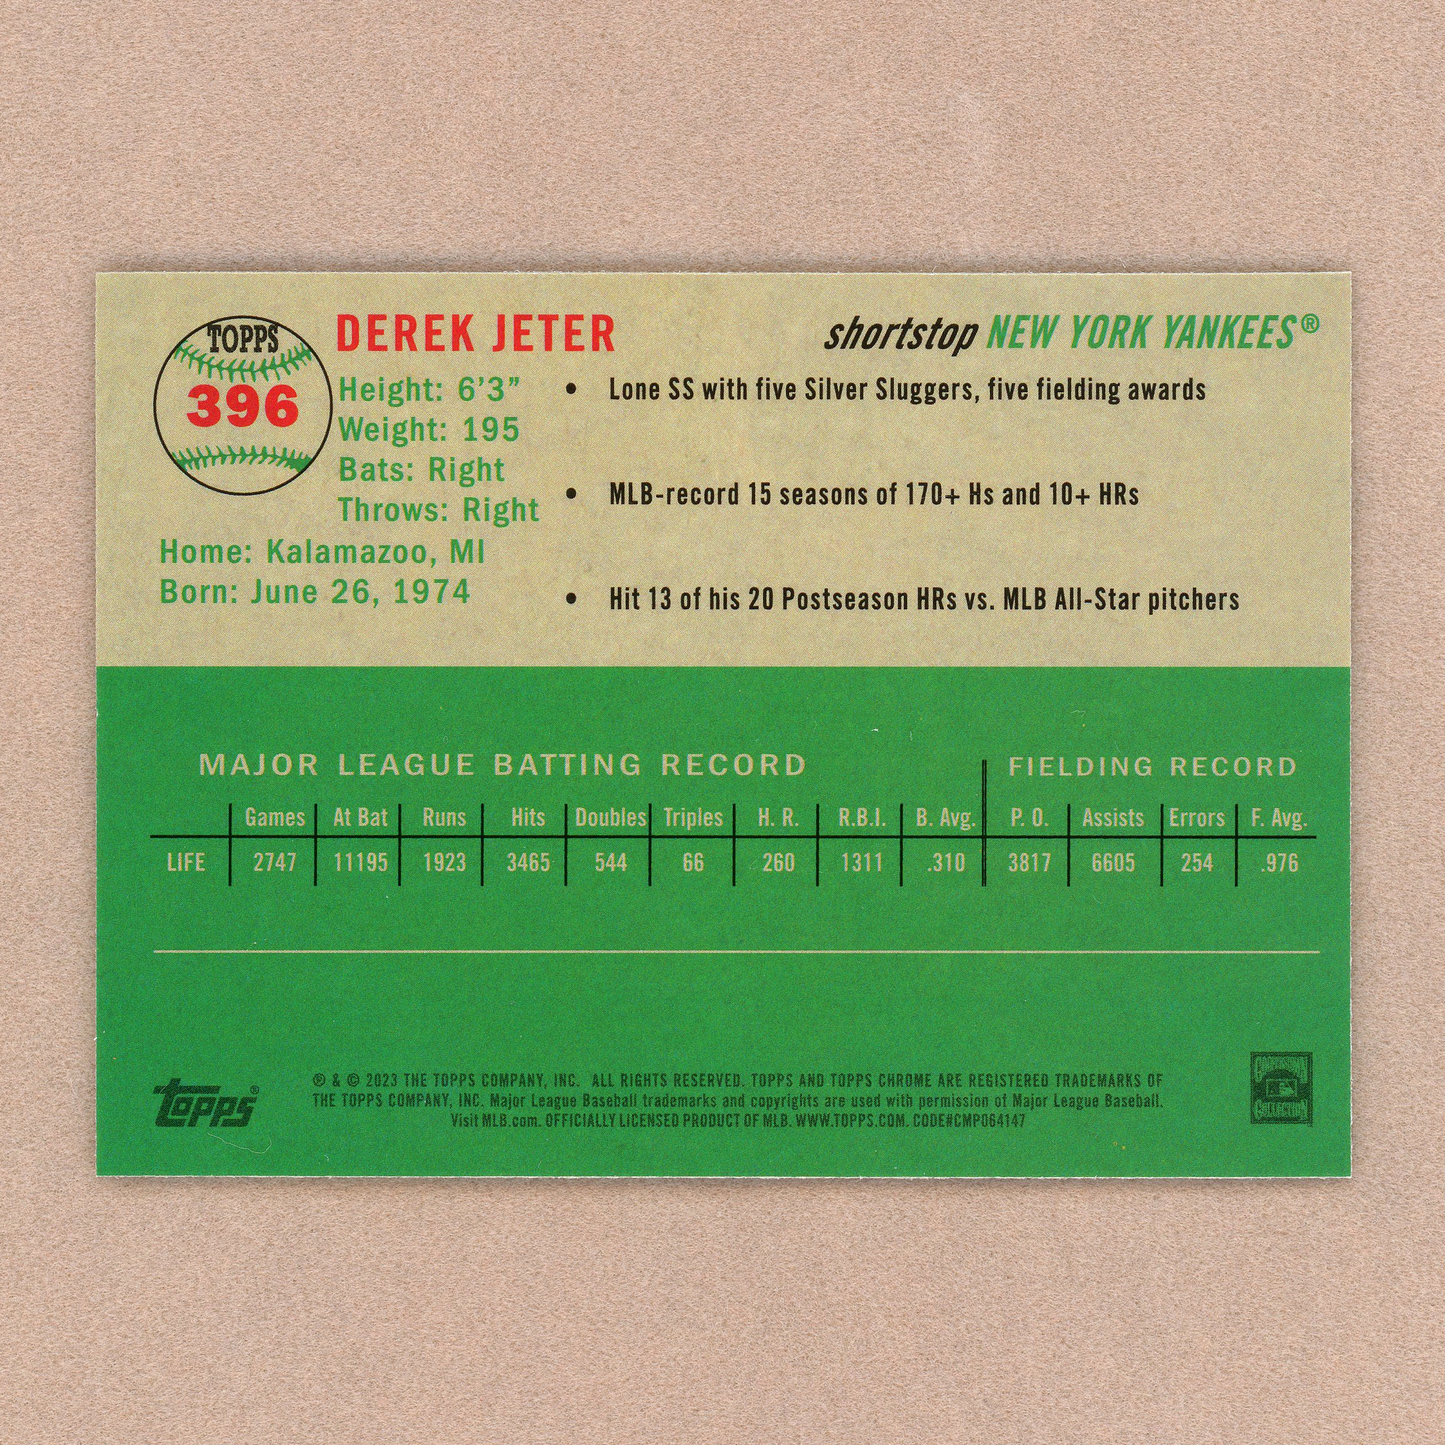 TOPPS
396
DEREK JETER
shortstop NEW YORK YANKEES®
Height: 6'3"
Weight: 195
Bats: Right
Throws: Right
Home: Kalamazoo, MI
Born: June 26, 1974
• Lone SS with five Silver Sluggers, five fielding awards
• MLB-record 15 seasons of 170+ Hs and 10+ HRs
• Hit 13 of his 20 Postseason HRs vs. MLB All-Star pitchers
MAJOR LEAGUE BATTING RECORD FIELDING RECORD
Games At Bat Runs Hits Doubles Triples H. R. R.B.I. B. Avg. P. O. Assists Errors F. Avg.
LIFE 2747 11195 1923 3465 544 66 260 1311 .310 3817 6605 254 .976
topps®
® & © 2023 THE TOPPS COMPANY, INC. ALL RIGHTS RESERVED. TOPPS AND TOPPS CHROME ARE REGISTERED TRADEMARKS OF
THE TOPPS COMPANY, INC. Major League Baseball trademarks and copyrights are used with permission of Major League Baseball.
Visit MLB.com. OFFICIALLY LICENSED PRODUCT OF MLB. WWW.TOPPS.COM. CODE#CMP064147
COOPERSTOWN
COLLECTION